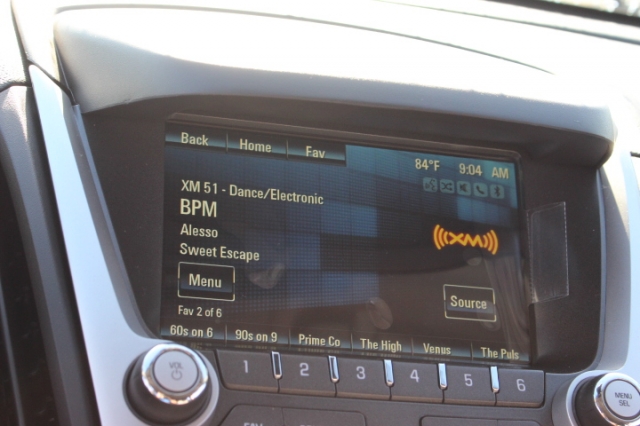 Back Home Fav
84°F 9:04 AM
XM 51 - Dance/Electronic
BPM
Alesso
Sweet Escape
((XM))
Menu
Source
Fav 2 of 6
60s on 6 90s on 9 Prime Co The High Venus The Puls
VOL
1 2 3 4 5 6
MENU
SEL